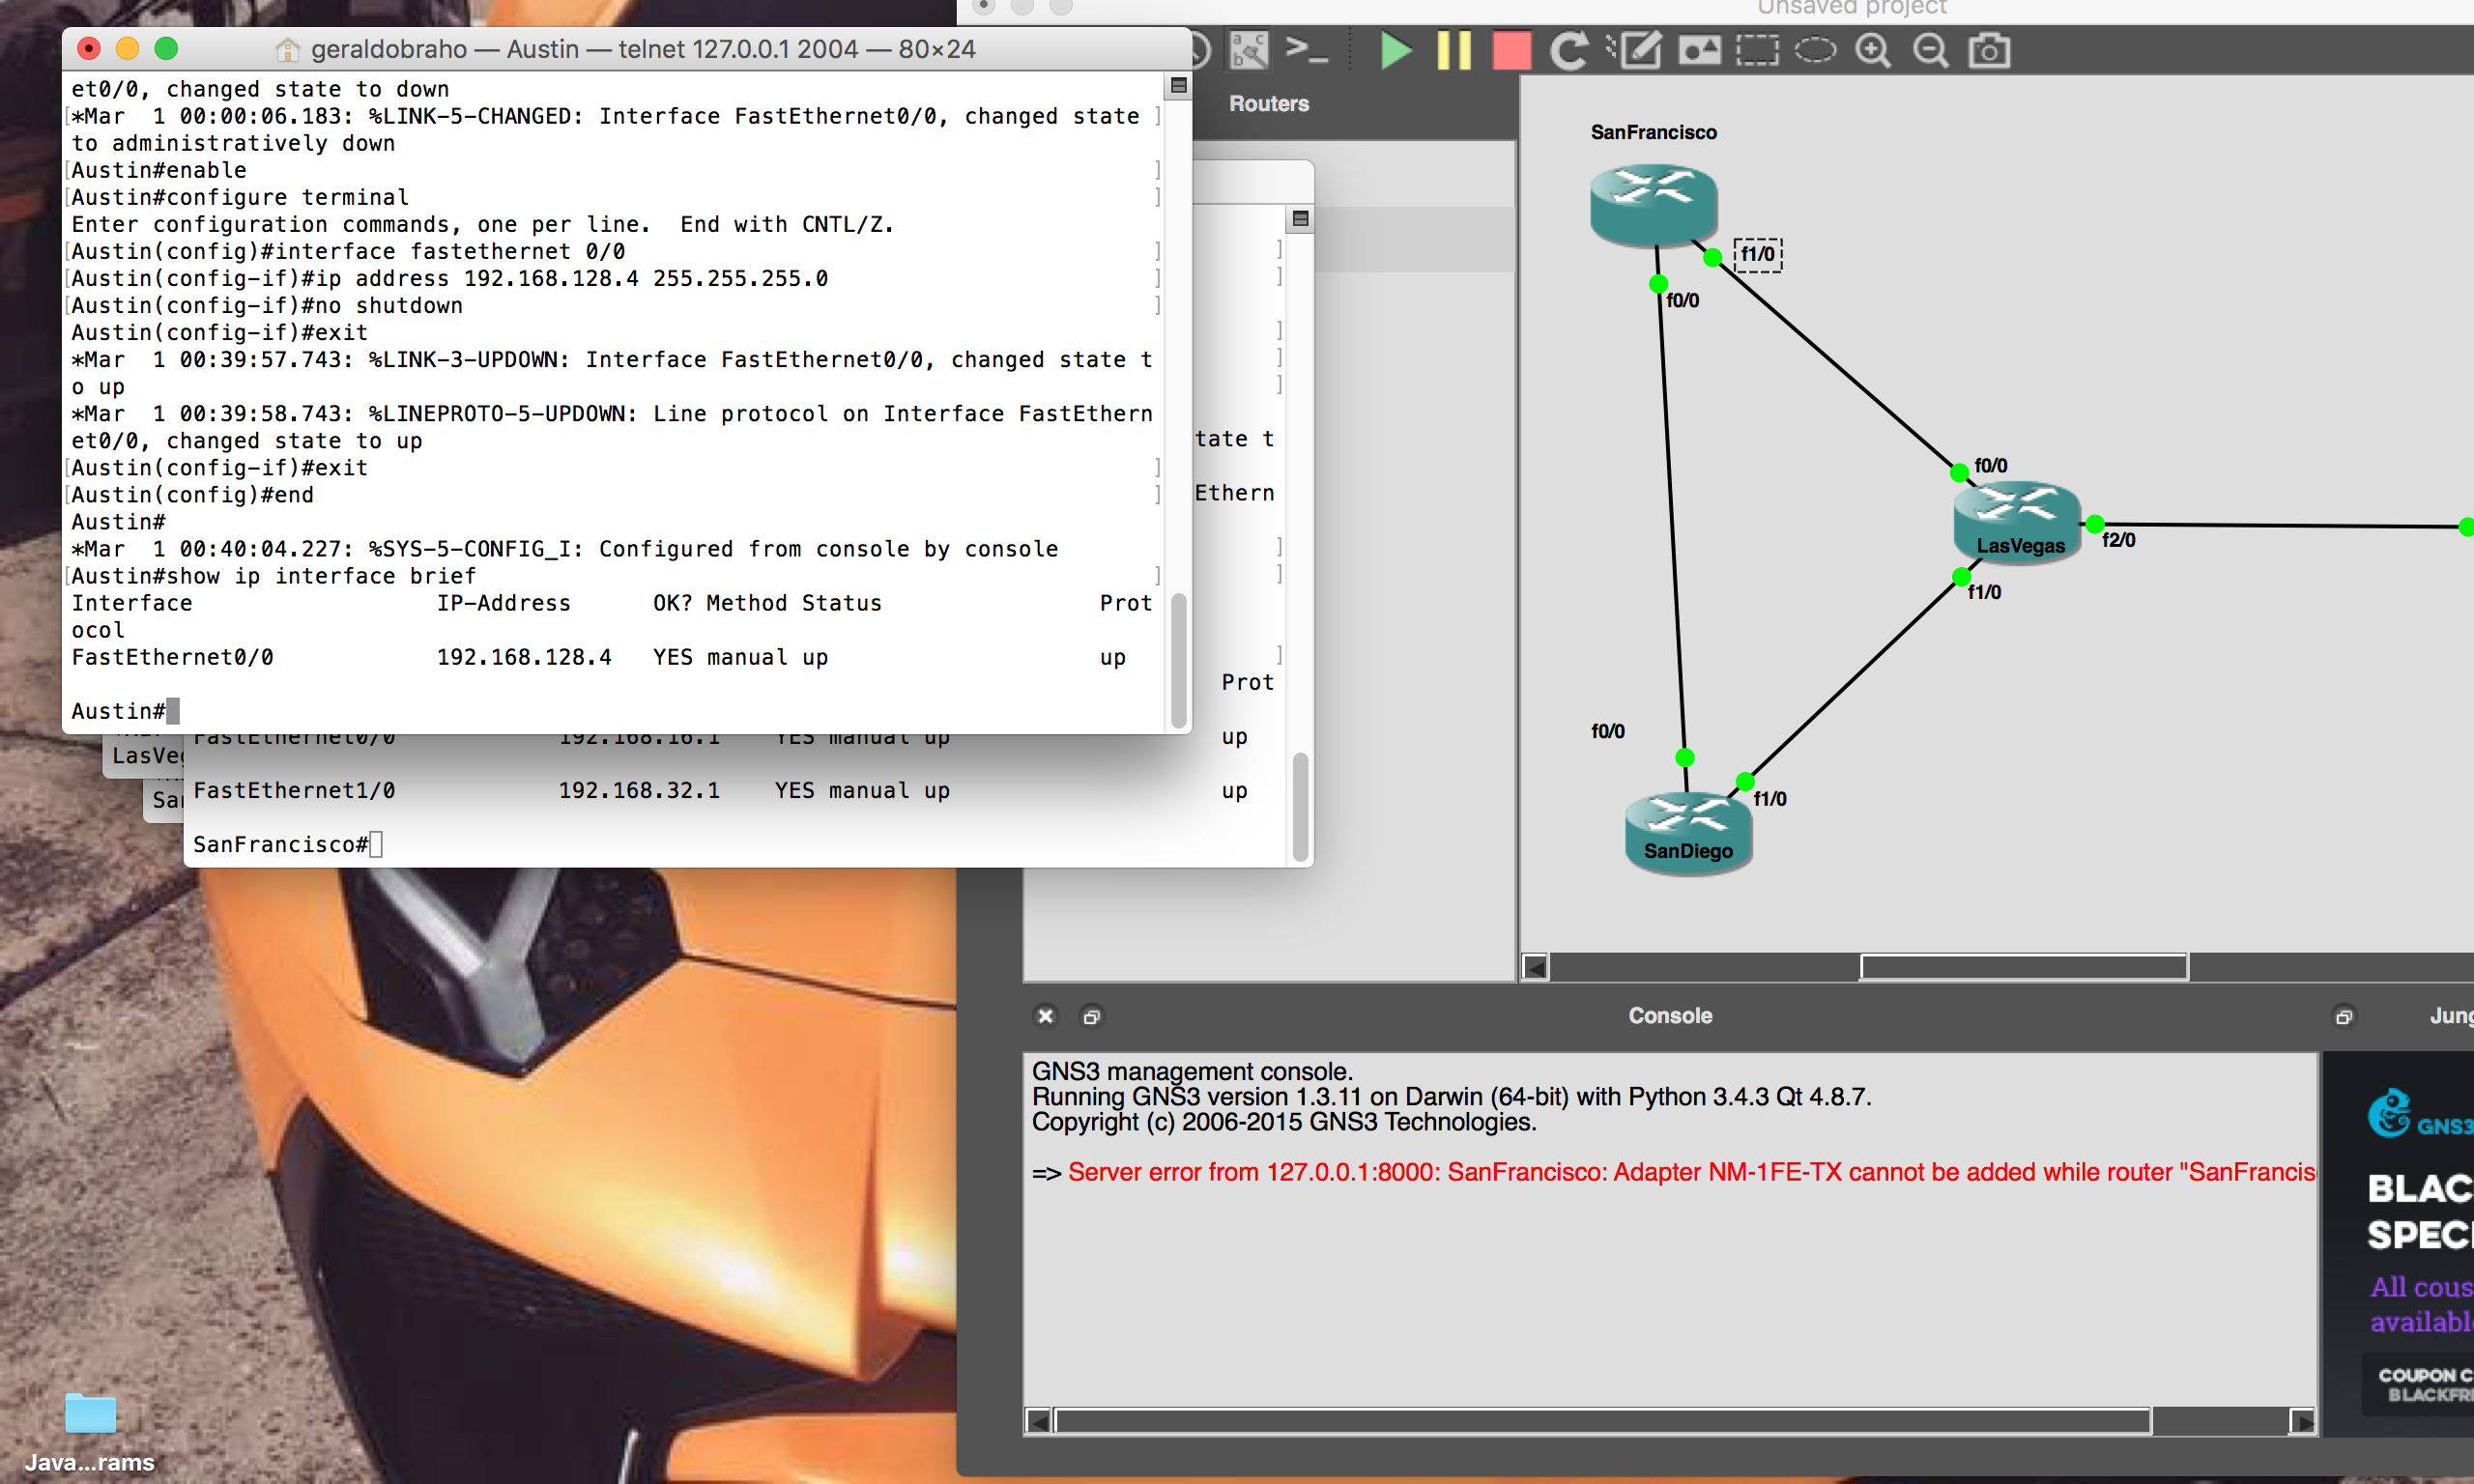 geraldobraho — Austin — telnet 127.0.0.1 2004 — 80×24
et0/0, changed state to down
*Mar  1 00:00:06.183: %LINK-5-CHANGED: Interface FastEthernet0/0, changed state
to administratively down
Austin#enable
Austin#configure terminal
Enter configuration commands, one per line.  End with CNTL/Z.
Austin(config)#interface fastethernet 0/0
Austin(config-if)#ip address 192.168.128.4 255.255.255.0
Austin(config-if)#no shutdown
Austin(config-if)#exit
*Mar  1 00:39:57.743: %LINK-3-UPDOWN: Interface FastEthernet0/0, changed state t
o up
*Mar  1 00:39:58.743: %LINEPROTO-5-UPDOWN: Line protocol on Interface FastEthern
et0/0, changed state to up
Austin(config-if)#exit
Austin(config)#end
Austin#
*Mar  1 00:40:04.227: %SYS-5-CONFIG_I: Configured from console by console
Austin#show ip interface brief
Interface                  IP-Address      OK? Method Status                Prot
ocol
FastEthernet0/0            192.168.128.4   YES manual up                    up
Austin#
tate t
Ethern
Prot
FastEthernet0/0            192.168.16.1    YES manual up                    up
LasVeg
FastEthernet1/0            192.168.32.1    YES manual up                    up
San
SanFrancisco#
Unsaved project
Routers
SanFrancisco
f1/0
f0/0
f0/0
LasVegas
f2/0
f1/0
f0/0
f1/0
SanDiego
Console
Jung
GNS3 management console.
Running GNS3 version 1.3.11 on Darwin (64-bit) with Python 3.4.3 Qt 4.8.7.
Copyright (c) 2006-2015 GNS3 Technologies.
=> Server error from 127.0.0.1:8000: SanFrancisco: Adapter NM-1FE-TX cannot be added while router "SanFrancis
GNS3
BLAC
SPECI
All cous
available
COUPON C
BLACKFRI
Java...rams